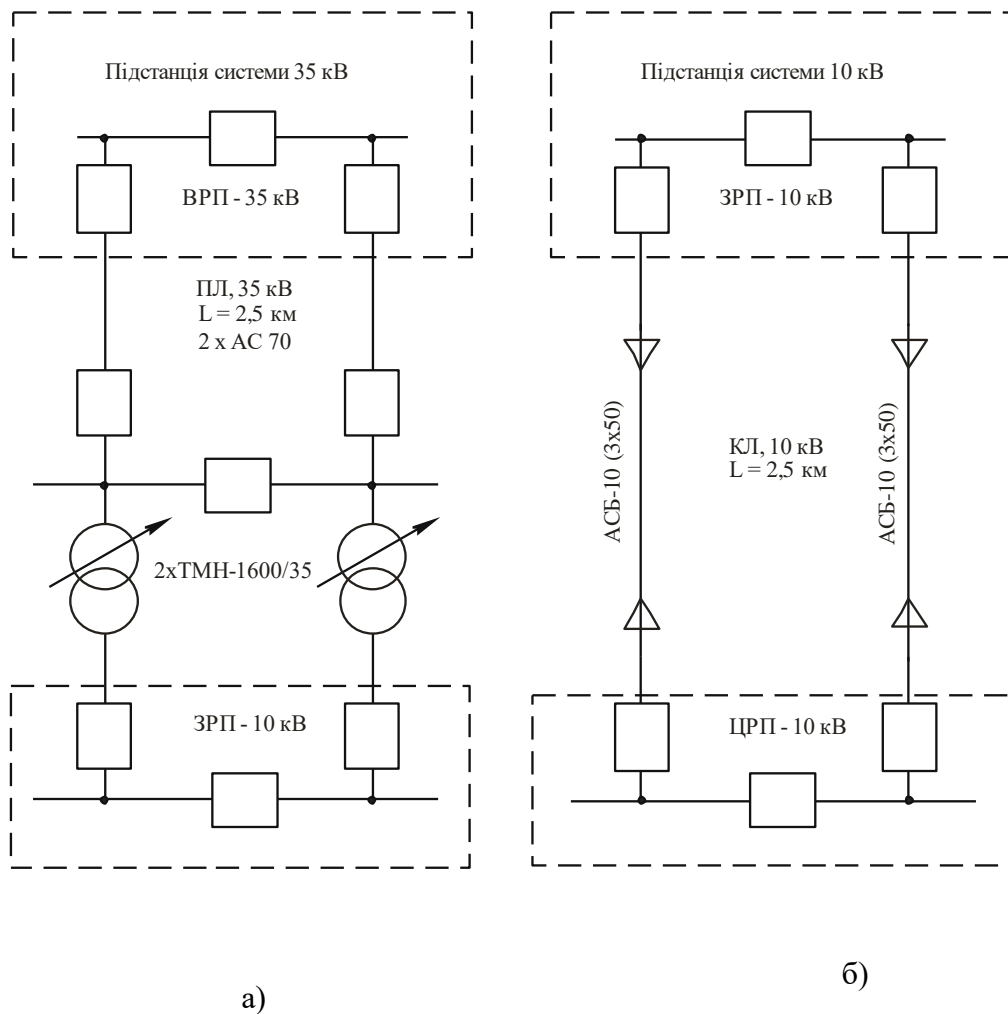 Підстанція системи 35 кВ
ВРП - 35 кВ
ПЛ, 35 кВ
L = 2,5 км
2 х АС 70
2хТМН-1600/35
ЗРП - 10 кВ
а)
Підстанція системи 10 кВ
ЗРП - 10 кВ
АСБ-10 (3х50)
КЛ, 10 кВ
L = 2,5 км
АСБ-10 (3х50)
ЦРП - 10 кВ
б)